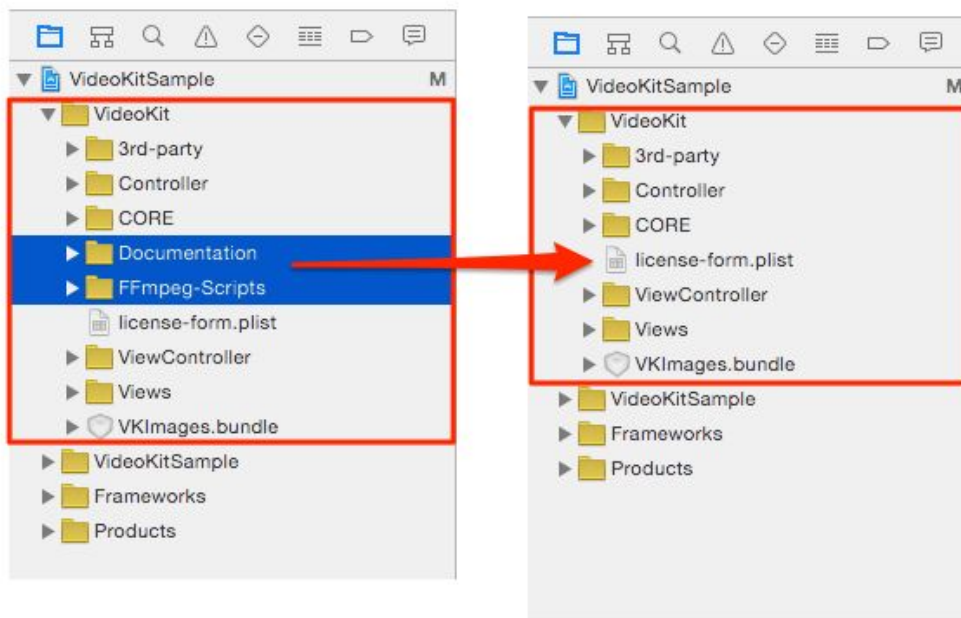 VideoKitSample M
VideoKit
3rd-party
Controller
CORE
Documentation
FFmpeg-Scripts
license-form.plist
ViewController
Views
VKImages.bundle
VideoKitSample
Frameworks
Products
VideoKitSample M
VideoKit
3rd-party
Controller
CORE
license-form.plist
ViewController
Views
VKImages.bundle
VideoKitSample
Frameworks
Products